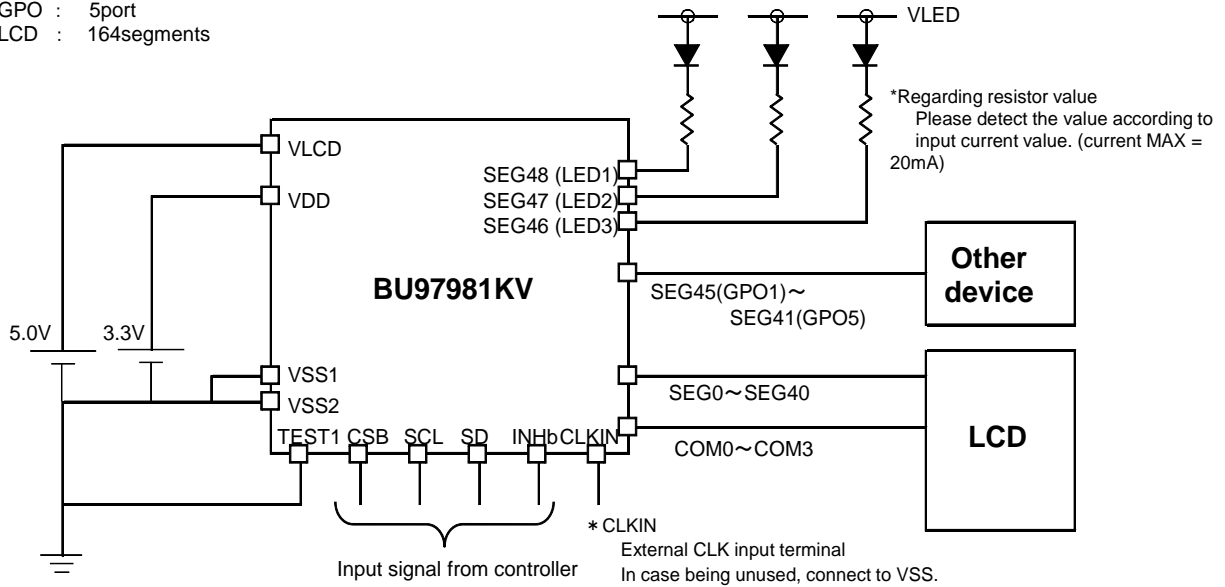 GPO : 5port
LCD : 164segments
VLED
*Regarding resistor value
Please detect the value according to
input current value. (current MAX =
20mA)
VLCD
VDD
SEG48 (LED1)
SEG47 (LED2)
SEG46 (LED3)
BU97981KV
SEG45(GPO1)～
SEG41(GPO5)
Other
device
5.0V
3.3V
VSS1
VSS2
SEG0～SEG40
COM0～COM3
LCD
TEST1 CSB SCL SD INHb CLKIN
Input signal from controller
* CLKIN
External CLK input terminal
In case being unused, connect to VSS.